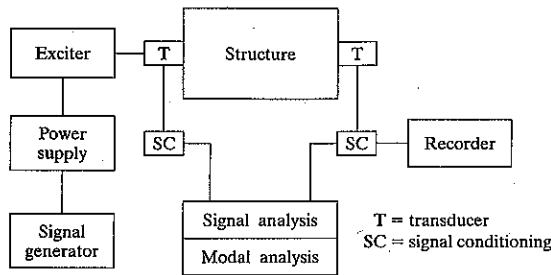 Exciter
T
Structure
T
Power
supply
SC
SC
Recorder
Signal
generator
Signal analysis
Modal analysis
T = transducer
SC = signal conditioning